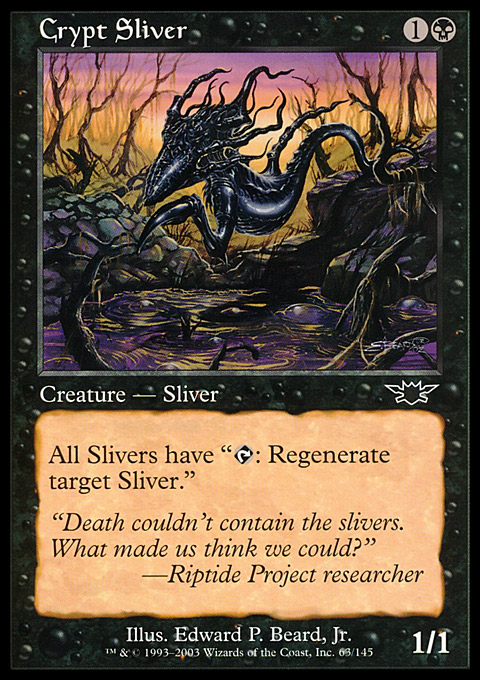 Crypt Sliver
1
Creature — Sliver
All Slivers have “: Regenerate
target Sliver.”
“Death couldn’t contain the slivers.
What made us think we could?”
—Riptide Project researcher
Illus. Edward P. Beard, Jr.
™ & © 1993–2003 Wizards of the Coast, Inc. 63/145
1/1